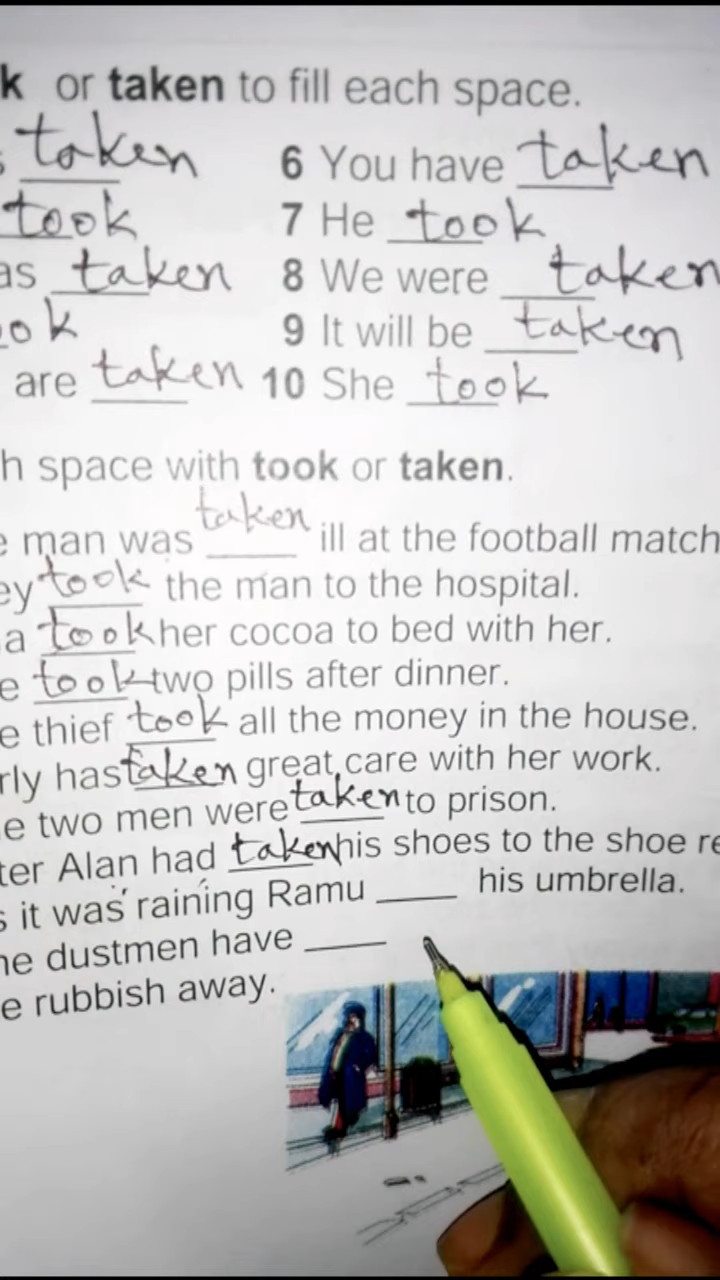 k or taken to fill each space.
s taken 6 You have taken
took 7 He took
as taken 8 We were taken
ook 9 It will be taken
are taken 10 She took
h space with took or taken.
e man was taken ill at the football match
ey took the man to the hospital.
a took her cocoa to bed with her.
e took two pills after dinner.
e thief took all the money in the house.
rly has taken great care with her work.
e two men were taken to prison.
ter Alan had taken his shoes to the shoe re
s it was raining Ramu ____ his umbrella.
he dustmen have ____
e rubbish away.